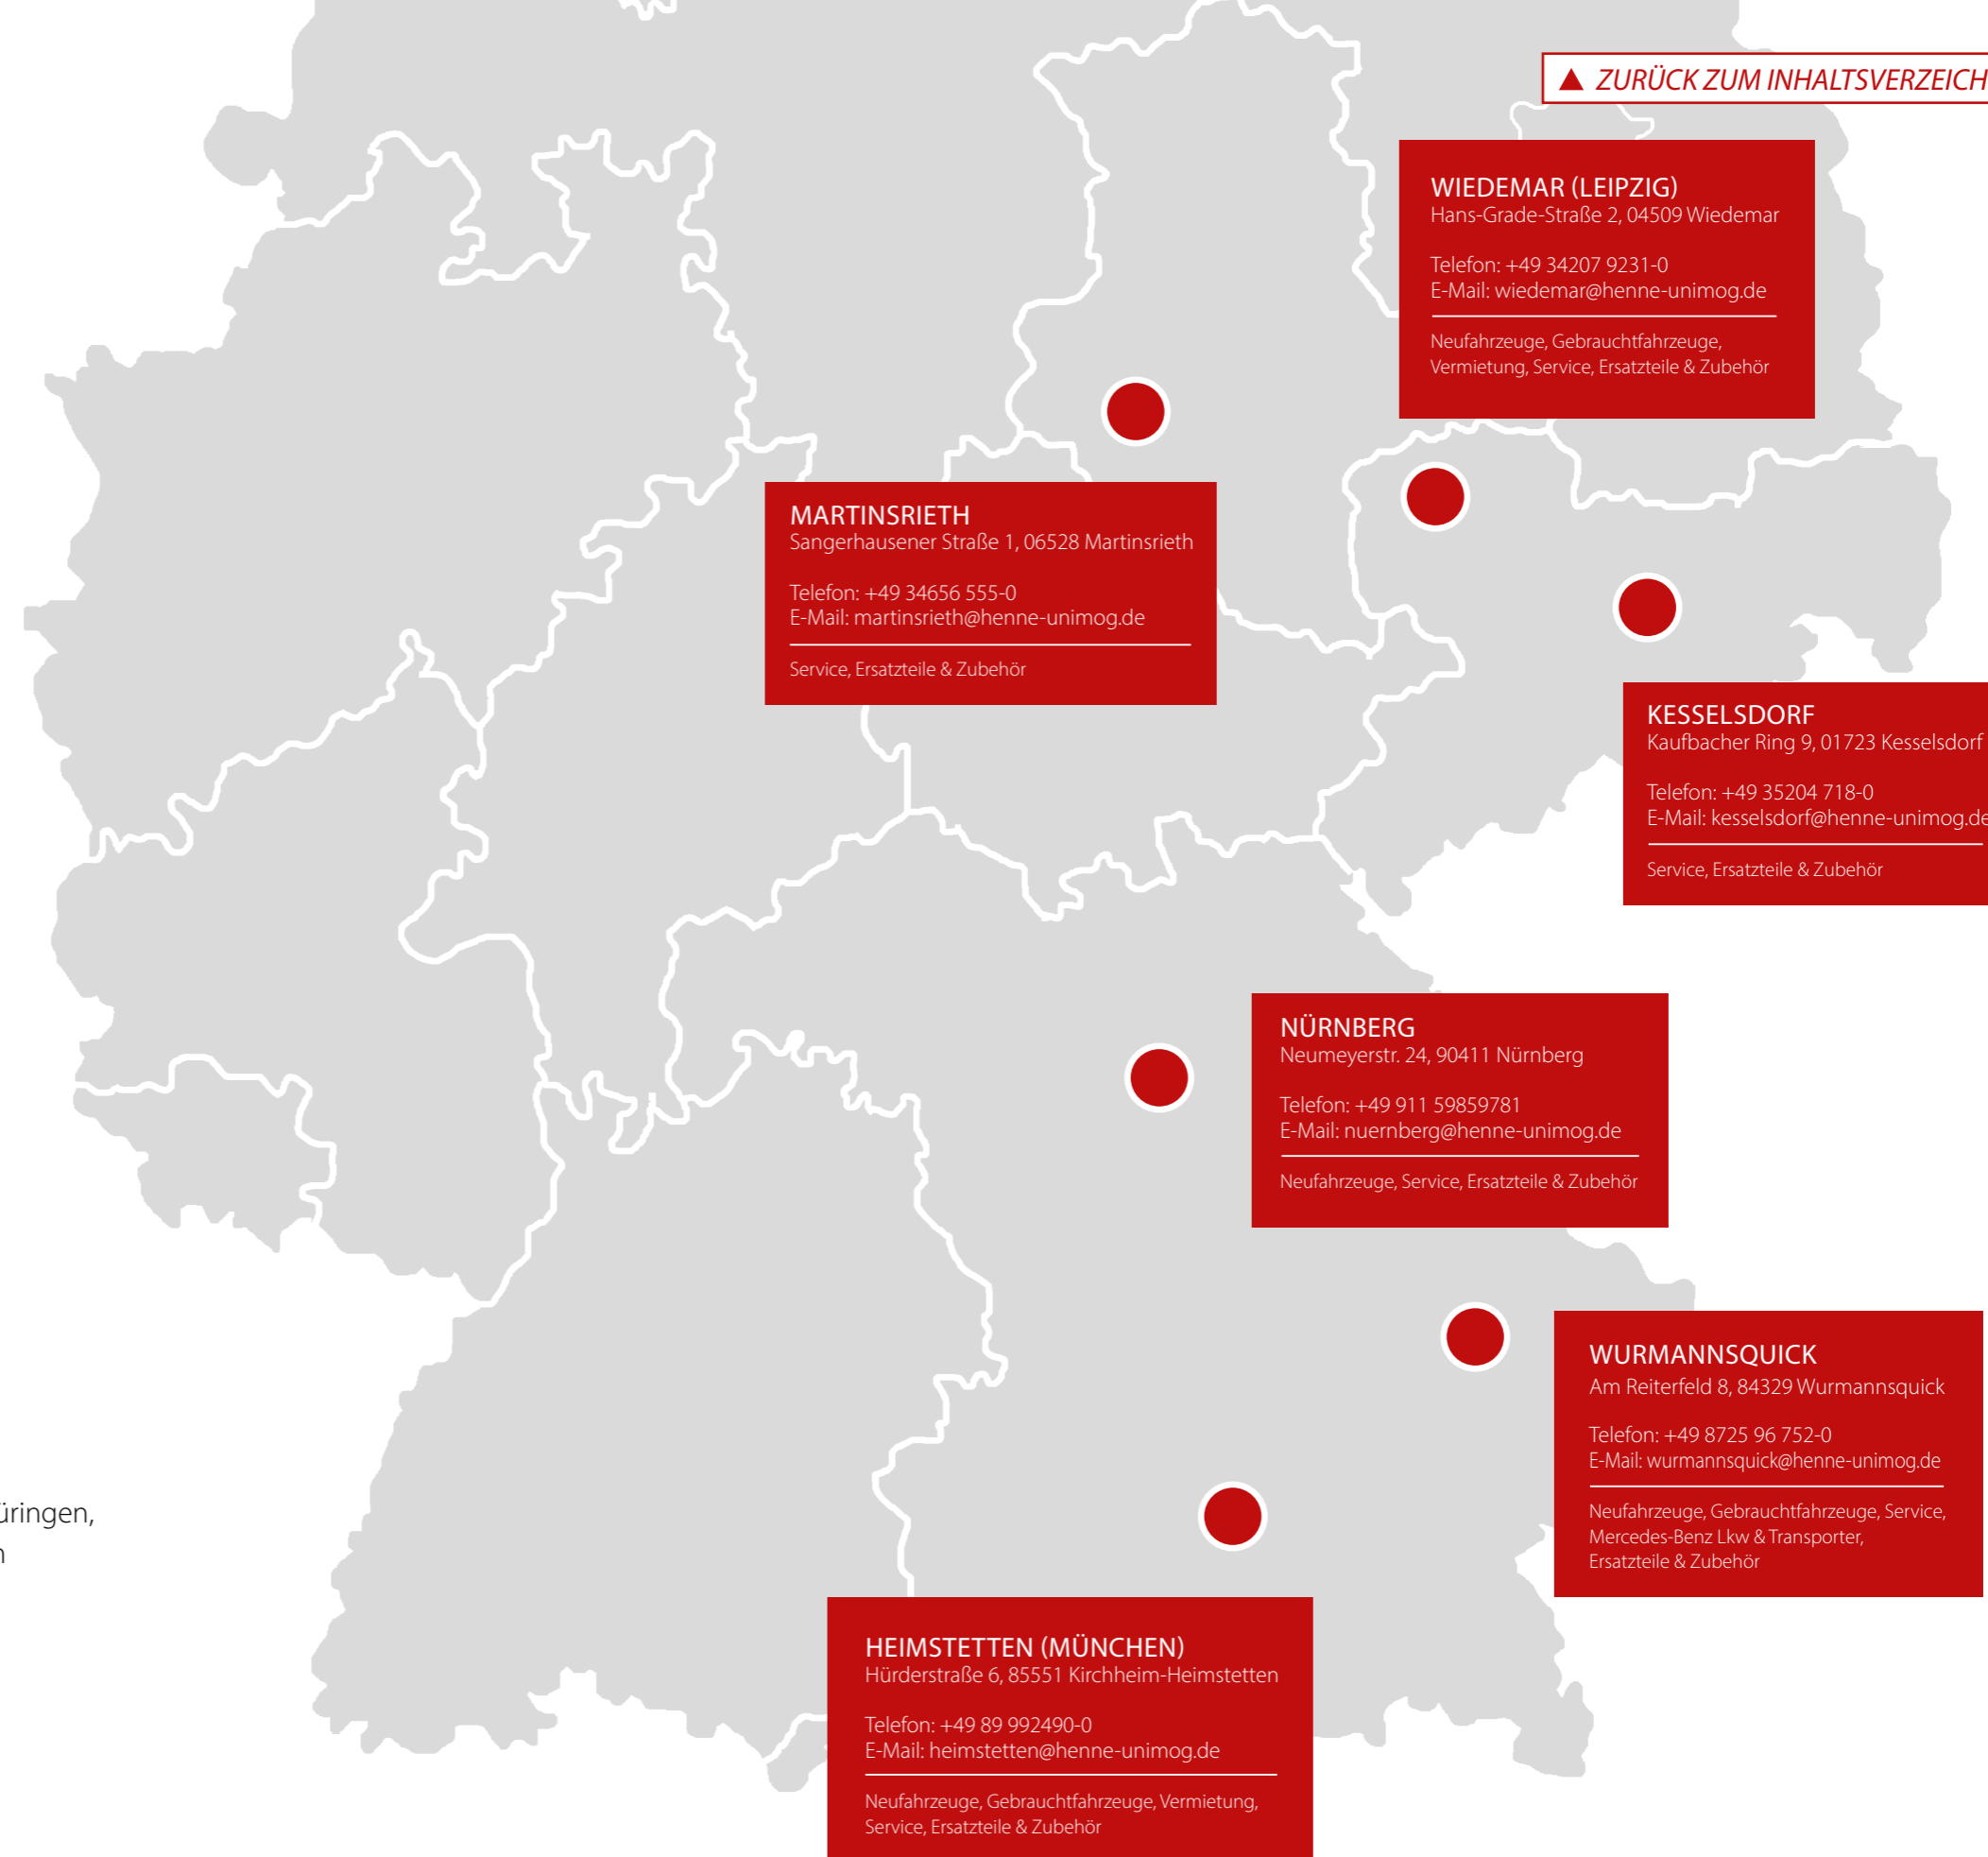 ▲ ZURÜCK ZUM INHALTSVERZEICH
WIEDEMAR (LEIPZIG)
Hans-Grade-Straße 2, 04509 Wiedemar
Telefon: +49 34207 9231-0
E-Mail: wiedemar@henne-unimog.de
Neufahrzeuge, Gebrauchtfahrzeuge,
Vermietung, Service, Ersatzteile & Zubehör
MARTINSRIETH
Sangerhausener Straße 1, 06528 Martinsrieth
Telefon: +49 34656 555-0
E-Mail: martinsrieth@henne-unimog.de
Service, Ersatzteile & Zubehör
KESSELSDORF
Kaufbacher Ring 9, 01723 Kesselsdorf
Telefon: +49 35204 718-0
E-Mail: kesselsdorf@henne-unimog.de
Service, Ersatzteile & Zubehör
NÜRNBERG
Neumeyerstr. 24, 90411 Nürnberg
Telefon: +49 911 59859781
E-Mail: nuernberg@henne-unimog.de
Neufahrzeuge, Service, Ersatzteile & Zubehör
WURMANNSQUICK
Am Reiterfeld 8, 84329 Wurmannsquick
Telefon: +49 8725 96 752-0
E-Mail: wurmannsquick@henne-unimog.de
Neufahrzeuge, Gebrauchtfahrzeuge, Service,
Mercedes-Benz Lkw & Transporter,
Ersatzteile & Zubehör
üringen,
n
HEIMSTETTEN (MÜNCHEN)
Hürderstraße 6, 85551 Kirchheim-Heimstetten
Telefon: +49 89 992490-0
E-Mail: heimstetten@henne-unimog.de
Neufahrzeuge, Gebrauchtfahrzeuge, Vermietung,
Service, Ersatzteile & Zubehör